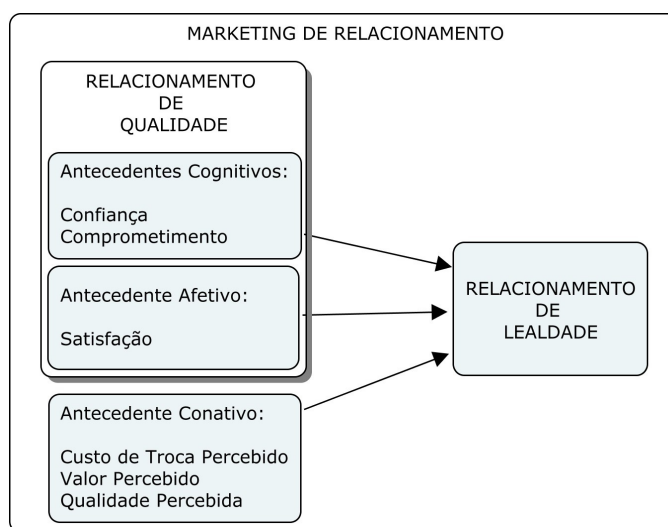 MARKETING DE RELACIONAMENTO
RELACIONAMENTO
DE
QUALIDADE
Antecedentes Cognitivos:
Confiança
Comprometimento
Antecedente Afetivo:
Satisfação
Antecedente Conativo:
Custo de Troca Percebido
Valor Percebido
Qualidade Percebida
RELACIONAMENTO
DE
LEALDADE